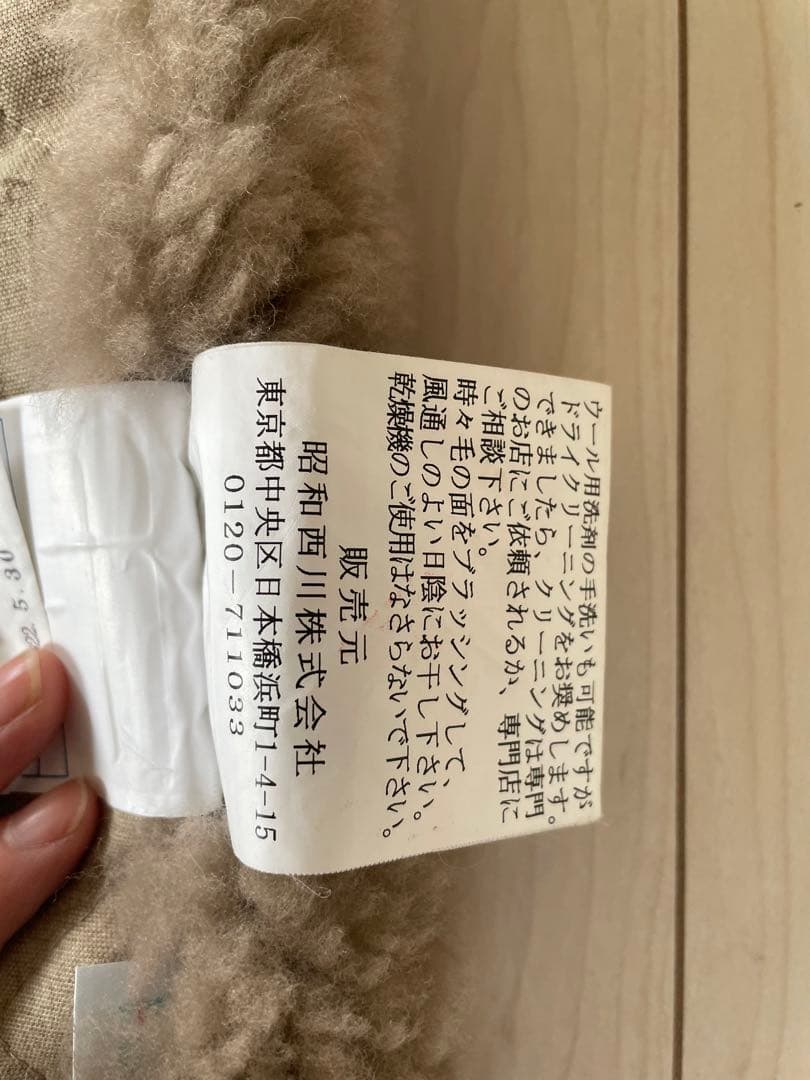 ウール用洗剤の手洗いも可能ですが
ドライクリーニングをお奨めします。
できましたら、クリーニングは専門
のお店にご依頼されるか、専門店に
ご相談下さい。
時々毛の面をブラッシングして、
風通しのよい日陰にお干し下さい。
乾燥機のご使用はなさらないで下さい。
販売元
昭和西川株式会社
東京都中央区日本橋浜町1-4-15
0120-711033
5.30